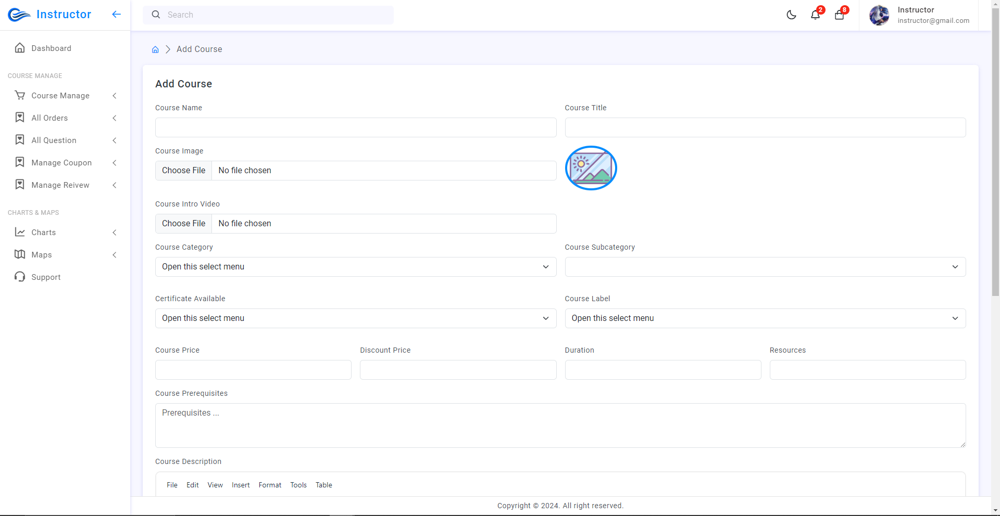 Instructor
Search
2
8
Instructor
instructor@gmail.com
Dashboard
COURSE MANAGE
Course Manage
All Orders
All Question
Manage Coupon
Manage Reivew
CHARTS & MAPS
Charts
Maps
Support
Add Course
Add Course
Course Name
Course Title
Course Image
Choose File No file chosen
Course Intro Video
Choose File No file chosen
Course Category
Course Subcategory
Open this select menu
Certificate Available
Course Label
Open this select menu
Open this select menu
Course Price
Discount Price
Duration
Resources
Course Prerequisites
Prerequisites ...
Course Description
File Edit View Insert Format Tools Table
Copyright © 2024. All right reserved.